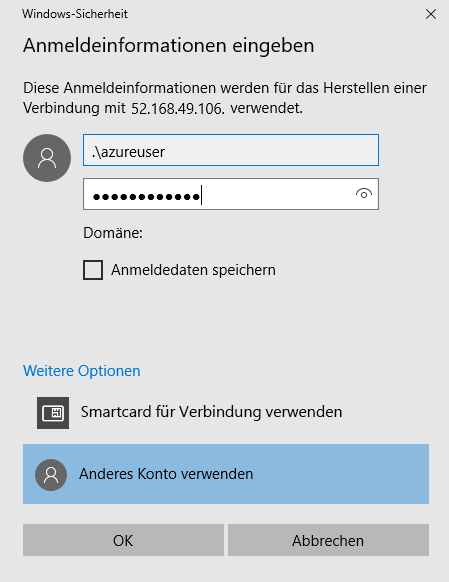 Windows-Sicherheit
Anmeldeinformationen eingeben
Diese Anmeldeinformationen werden für das Herstellen einer
Verbindung mit 52.168.49.106. verwendet.
.\azureuser
●●●●●●●●●●●●
Domäne:
Anmeldedaten speichern
Weitere Optionen
Smartcard für Verbindung verwenden
Anderes Konto verwenden
OK
Abbrechen